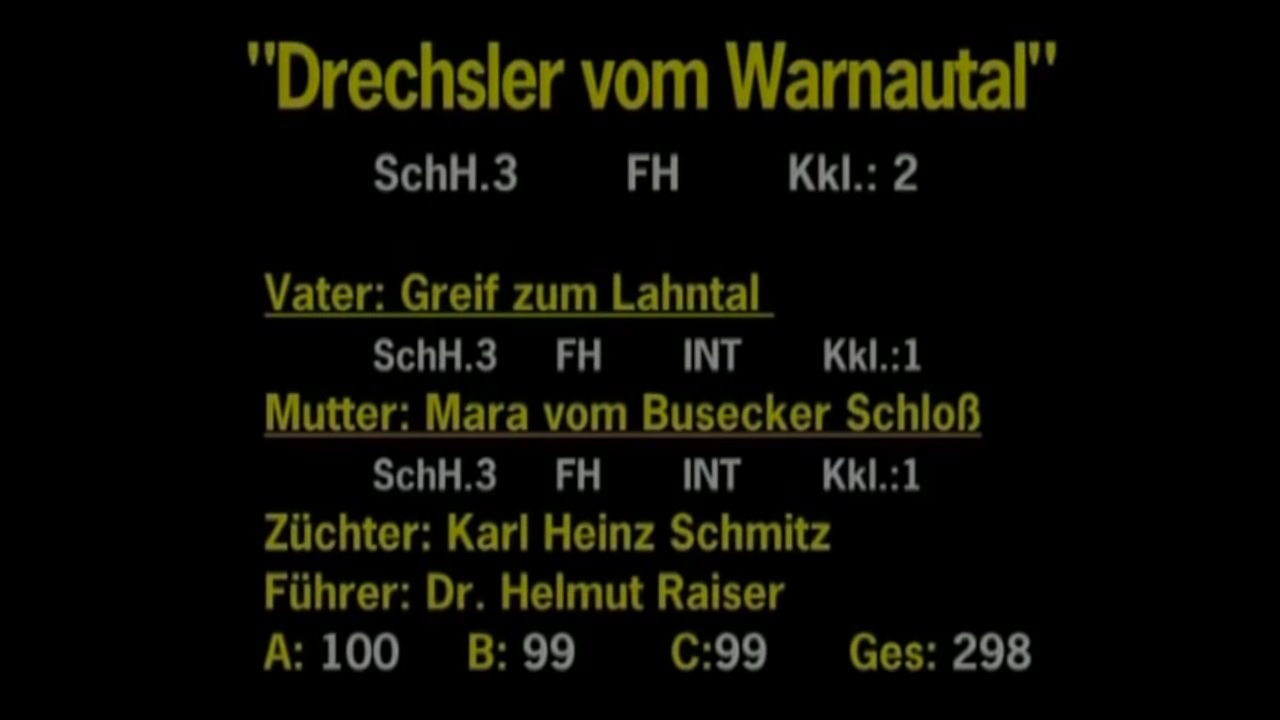 "Drechsler vom Warnautal"
SchH.3 FH Kkl.: 2
Vater: Greif zum Lahntal
SchH.3 FH INT Kkl.:1
Mutter: Mara vom Busecker Schloß
SchH.3 FH INT Kkl.:1
Züchter: Karl Heinz Schmitz
Führer: Dr. Helmut Raiser
A: 100 B: 99 C:99 Ges: 298